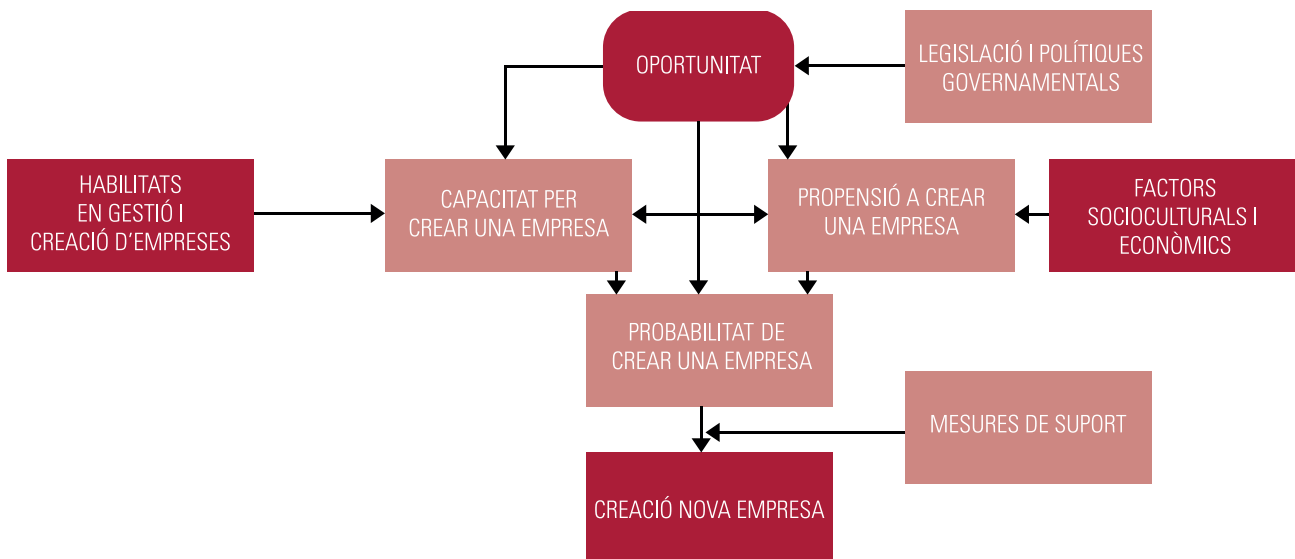 OPORTUNITAT
LEGISLACIÓ I POLÍTIQUES
GOVERNAMENTALS
HABILITATS
EN GESTIÓ I
CREACIÓ D'EMPRESES
CAPACITAT PER
CREAR UNA EMPRESA
PROPENSIÓ A CREAR
UNA EMPRESA
FACTORS
SOCIOCULTURALS I
ECONÒMICS
PROBABILITAT DE
CREAR UNA EMPRESA
MESURES DE SUPORT
CREACIÓ NOVA EMPRESA